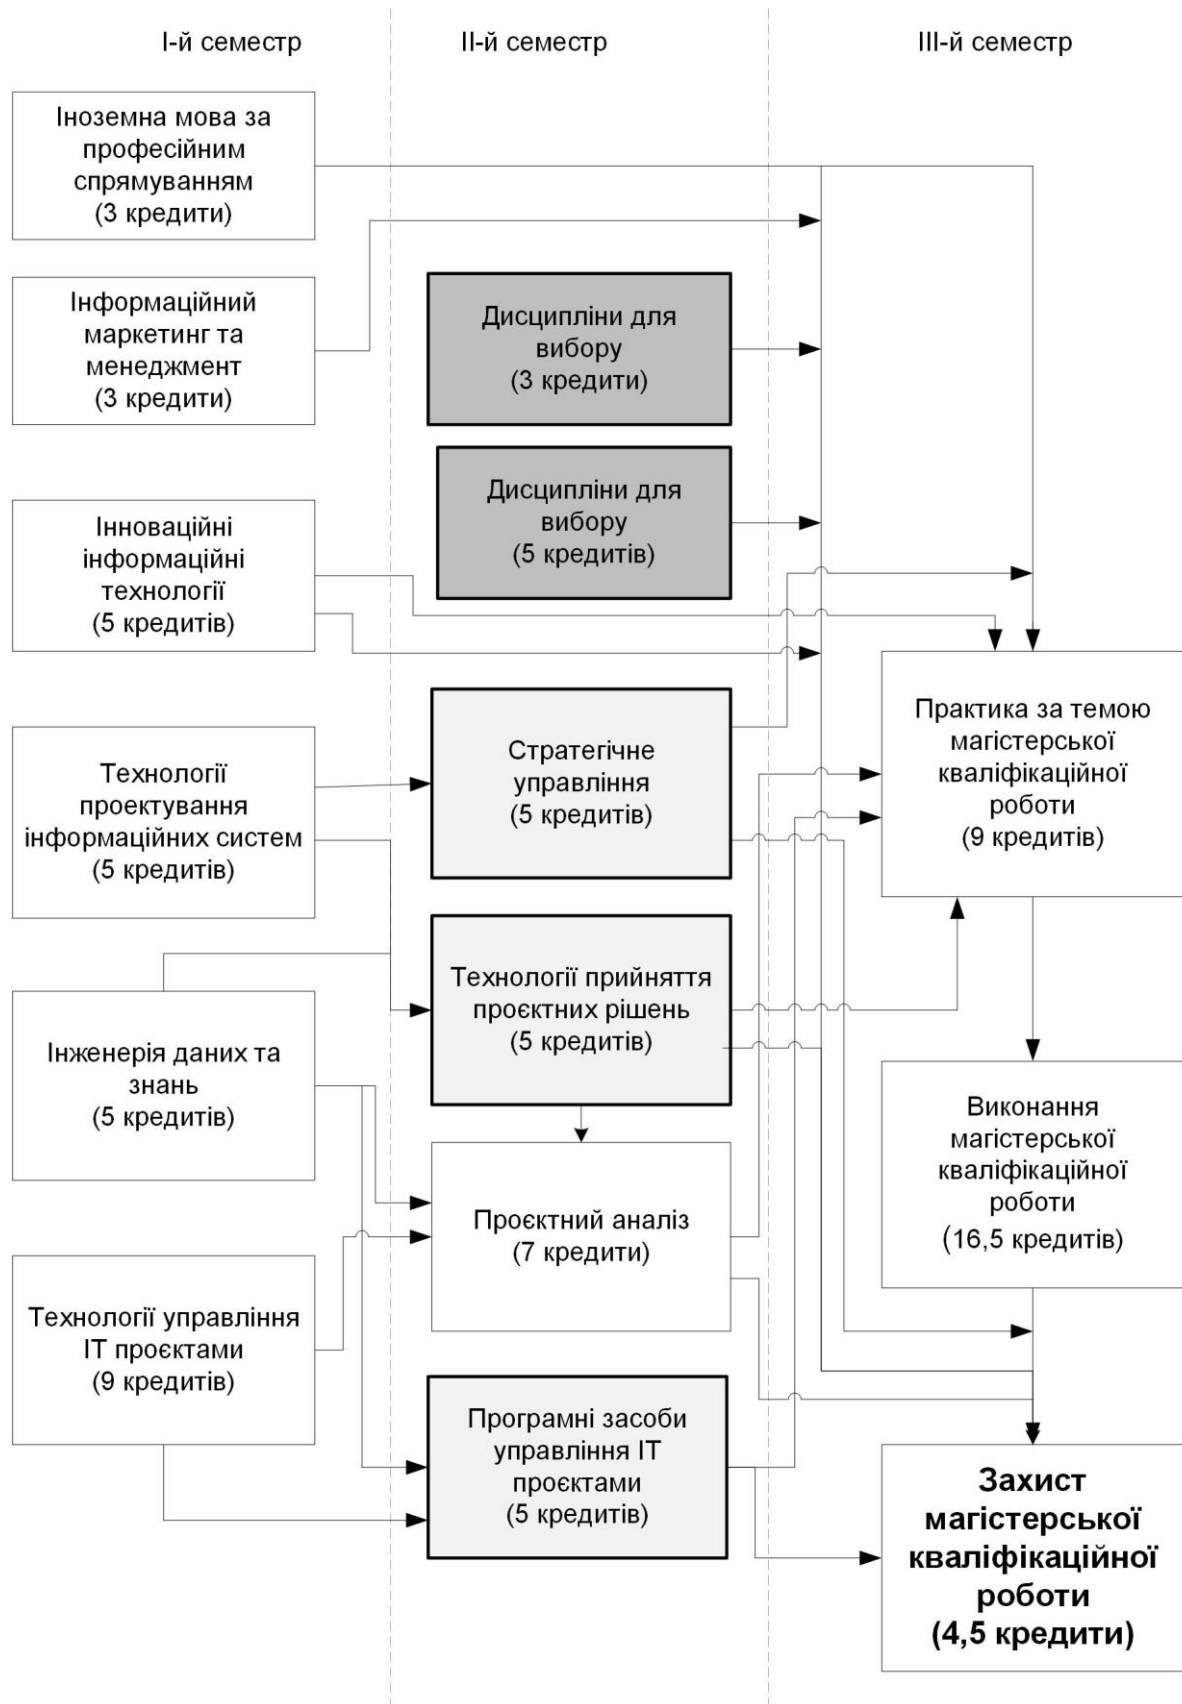 І-й семестр
ІІ-й семестр
ІІІ-й семестр
Іноземна мова за
професійним
спрямуванням
(3 кредити)
Інформаційний
маркетинг та
менеджмент
(3 кредити)
Інноваційні
інформаційні
технології
(5 кредитів)
Технології
проектування
інформаційних систем
(5 кредитів)
Інженерія даних та
знань
(5 кредитів)
Технології управління
ІТ проєктами
(9 кредитів)
Дисципліни для
вибору
(3 кредити)
Дисципліни для
вибору
(5 кредитів)
Стратегічне
управління
(5 кредитів)
Технології прийняття
проєктних рішень
(5 кредитів)
Проєктний аналіз
(7 кредити)
Програмні засоби
управління ІТ
проєктами
(5 кредитів)
Практика за темою
магістерської
кваліфікаційної
роботи
(9 кредитів)
Виконання
магістерської
кваліфікаційної
роботи
(16,5 кредитів)
Захист
магістерської
кваліфікаційної
роботи
(4,5 кредити)